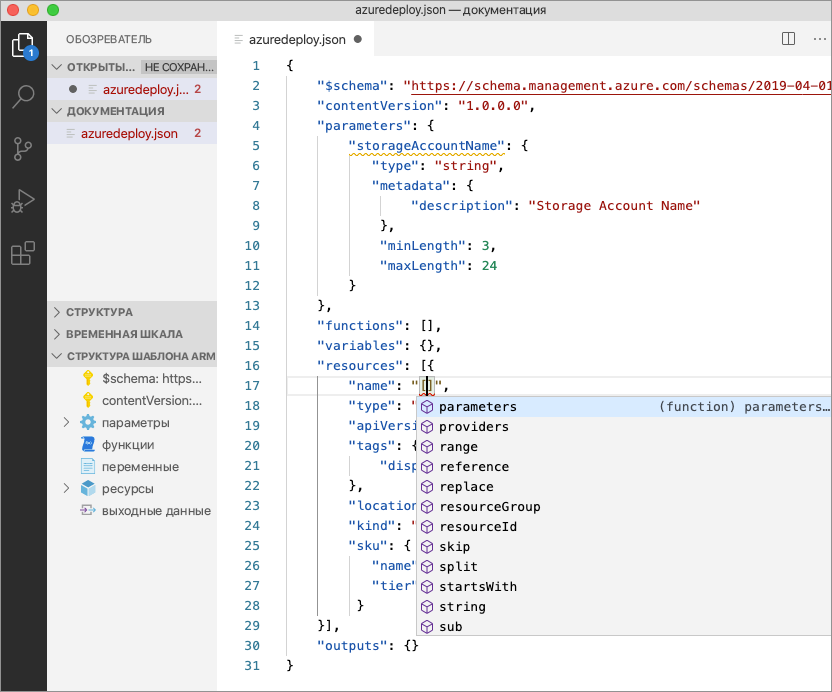 azuredeploy.json — документация
1
ОБОЗРЕВАТЕЛЬ
ОТКРЫТЫ... НЕ СОХРАН...
azuredeploy.j... 2
ДОКУМЕНТАЦИЯ
azuredeploy.json 2
СТРУКТУРА
ВРЕМЕННАЯ ШКАЛА
СТРУКТУРА ШАБЛОНА ARM
$schema: https...
contentVersion:...
параметры
функции
переменные
ресурсы
выходные данные
azuredeploy.json
1 {
2 "$schema": "https://schema.management.azure.com/schemas/2019-04-01
3 "contentVersion": "1.0.0.0",
4 "parameters": {
5 "storageAccountName": {
6 "type": "string",
7 "metadata": {
8 "description": "Storage Account Name"
9 },
10 "minLength": 3,
11 "maxLength": 24
12 }
13 },
14 "functions": [],
15 "variables": {},
16 "resources": [{
17 "name": "[]",
18 "type": "
19 "apiVersi
20 "tags": {
21 "disp
22 },
23 "location
24 "kind": "
25 "sku": {
26 "name"
27 "tier"
28 }
29 }],
30 "outputs": {}
31 }
parameters (function) parameters...
providers
range
reference
replace
resourceGroup
resourceId
skip
split
startsWith
string
sub